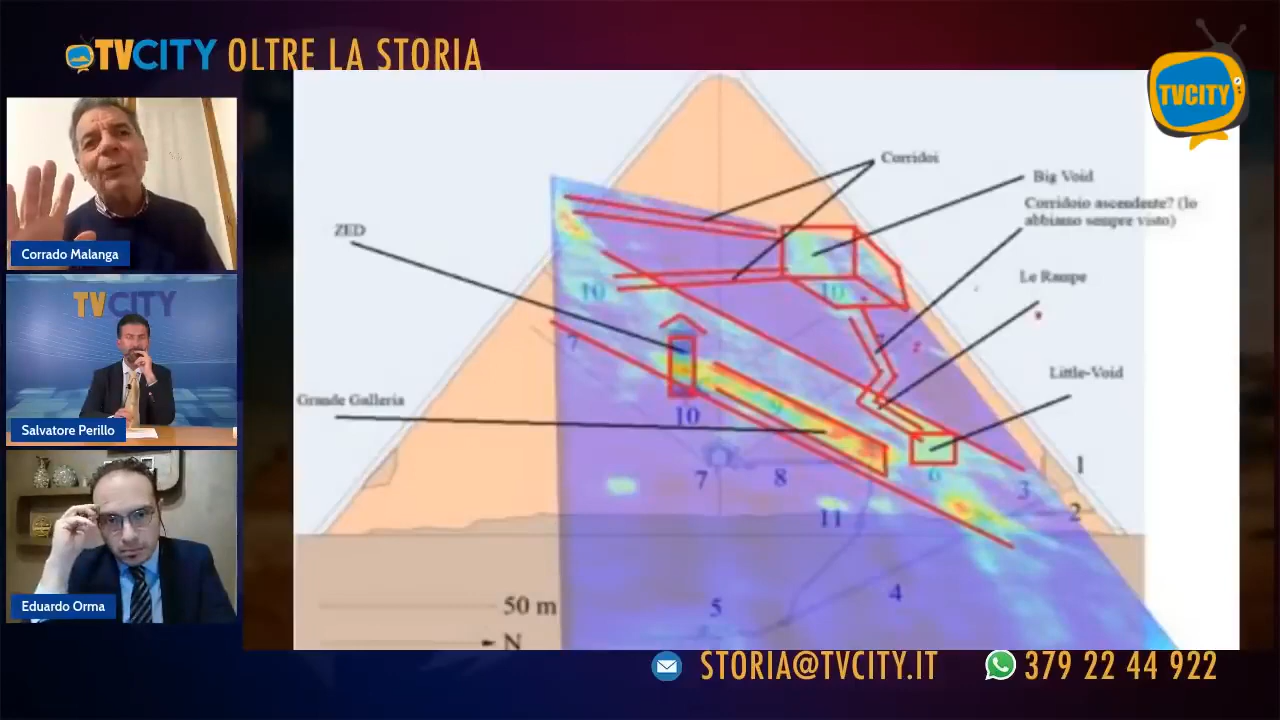 TVCITY OLTRE LA STORIA
TVCITY
Corrado Malanga
TVCITY
Salvatore Perillo
Eduardo Orma
Corridoi
Big Void
Corridoio ascendente? (lo
abbiamo sempre visto)
ZED
Le Rampe
Little-Void
Grande Galleria
10
10
7
10
9
7
8
6
3
1
2
11
4
5
50 m
N
STORIA@TVCITY.IT
379 22 44 922